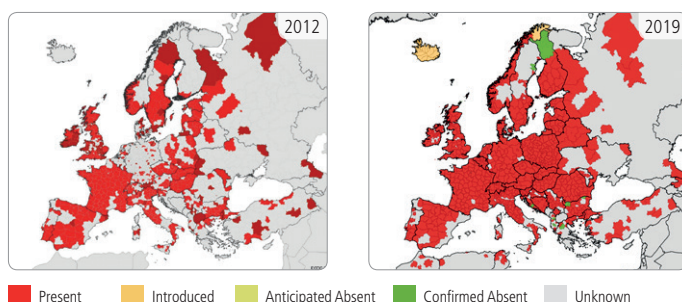 2012
2019
Present
Introduced
Anticipated Absent
Confirmed Absent
Unknown